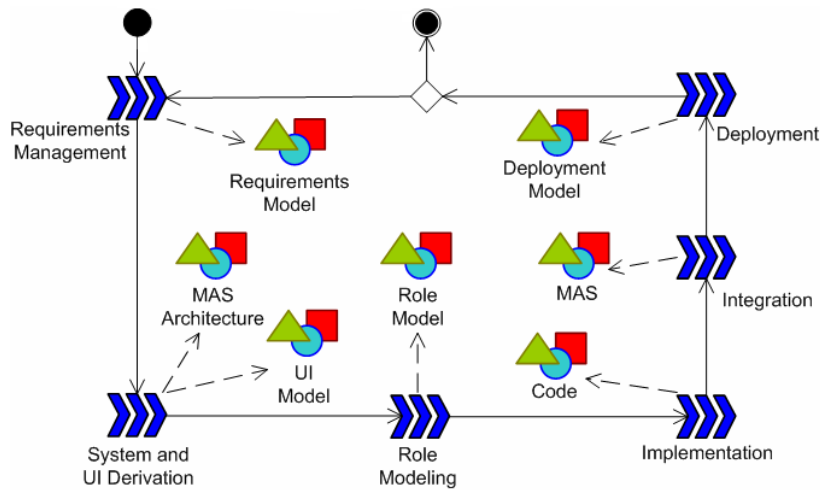 Requirements
Management
Requirements
Model
Deployment
Model
Deployment
MAS
Architecture
Role
Model
MAS
Integration
UI
Model
Code
System and
UI Derivation
Role
Modeling
Implementation